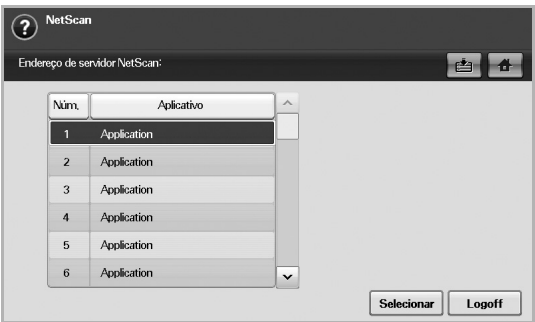 NetScan
Endereço de servidor NetScan:
Núm. Aplicativo
1 Application
2 Application
3 Application
4 Application
5 Application
6 Application
Selecionar Logoff